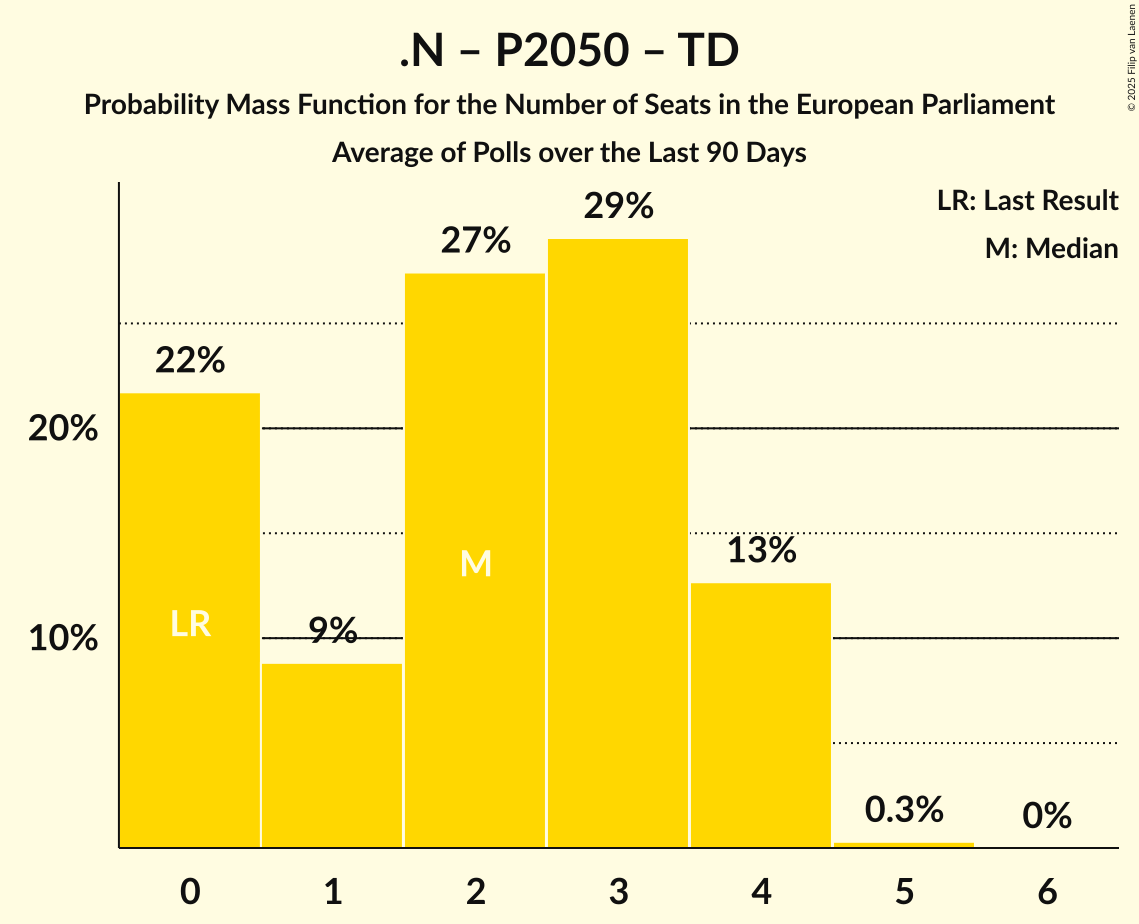 .N – P2050 – TD
Probability Mass Function for the Number of Seats in the European Parliament
Average of Polls over the Last 90 Days
© 2025 Filip van Laenen
LR: Last Result
M: Median
29%
27%
22%
20%
13%
M
LR
9%
10%
0.3%
0%
0 1 2 3 4 5 6